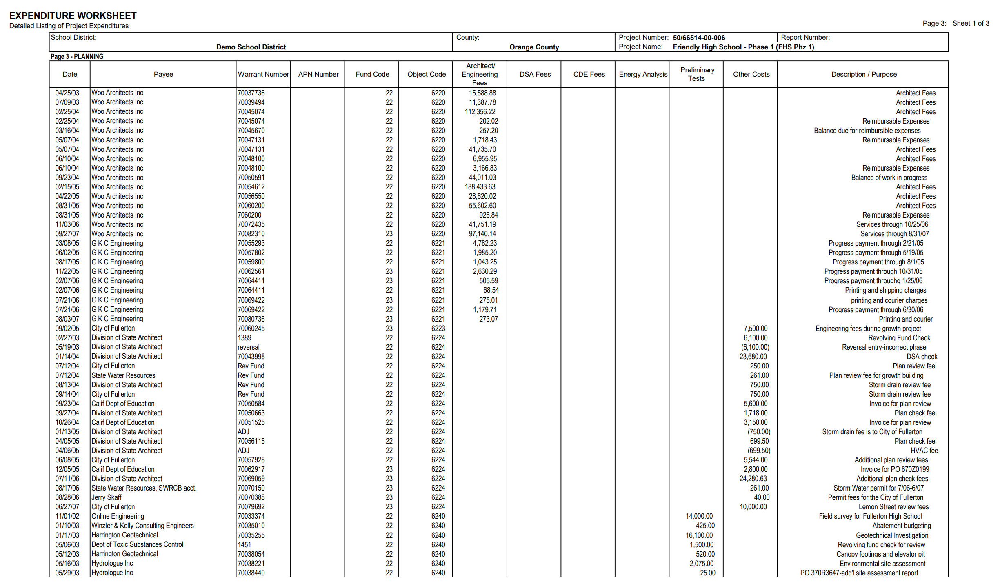 EXPENDITURE WORKSHEET
Detailed Listing of Project Expenditures
Page 3: Sheet 1 of 3
School District: County: Project Number: 50/66514-00-006 Report Number:
Demo School District Orange County Project Name: Friendly High School - Phase 1 (FHS Phz 1)
Page 3 - PLANNING
Date Payee Warrant Number APN Number Fund Code Object Code Architect/ Engineering Fees DSA Fees CDE Fees Energy Analysis Preliminary Tests Other Costs Description / Purpose
04/25/03 Woo Architects Inc 70037736 22 6220 15,588.88 Architect Fees
07/09/03 Woo Architects Inc 70039494 22 6220 11,387.78 Architect Fees
02/25/04 Woo Architects Inc 70045074 22 6220 112,356.22 Architect Fees
02/25/04 Woo Architects Inc 70045074 22 6220 202.02 Reimbursable Expenses
03/16/04 Woo Architects Inc 70045670 22 6220 257.20 Balance due for reimbursible expenses
05/07/04 Woo Architects Inc 70047131 22 6220 1,718.43 Reimbursable Expenses
05/07/04 Woo Architects Inc 70047131 22 6220 41,735.70 Architect Fees
06/10/04 Woo Architects Inc 70048100 22 6220 6,955.95 Architect Fees
06/10/04 Woo Architects Inc 70048100 22 6220 3,166.83 Reimbursable Expenses
09/23/04 Woo Architects Inc 70050591 22 6220 44,011.03 Balance of work in progress
02/15/05 Woo Architects Inc 70054612 22 6220 188,433.63 Architect Fees
04/22/05 Woo Architects Inc 70056550 22 6220 28,620.02 Architect Fees
08/31/05 Woo Architects Inc 70060200 22 6220 55,602.60 Architect Fees
08/31/05 Woo Architects Inc 7060200 22 6220 926.84 Reimbursable Expenses
11/03/06 Woo Architects Inc 70072435 22 6220 41,751.19 Services through 10/25/06
09/27/07 Woo Architects Inc 70082310 23 6220 97,140.14 Services through 8/31/07
03/08/05 G K C Engineering 70055293 22 6221 4,782.23 Progress payment through 2/21/05
06/02/05 G K C Engineering 70057802 22 6221 1,985.20 Progress payment through 5/19/05
08/17/05 G K C Engineering 70059800 22 6221 1,043.25 Progress payment through 8/1/05
11/22/05 G K C Engineering 70062561 23 6221 2,630.29 Progress payment through 10/31/05
02/07/06 G K C Engineering 70064411 23 6221 505.59 Progress payment throughg 1/25/06
02/07/06 G K C Engineering 70064411 22 6221 68.54 Printing and shipping charges
07/21/06 G K C Engineering 70069422 23 6221 275.01 printing and courier charges
07/21/06 G K C Engineering 70069422 22 6221 1,179.71 Progress payment through 6/30/06
08/03/07 G K C Engineering 70080736 23 6221 273.07 Printing and courier
09/02/05 City of Fullerton 70060245 23 6223 7,500.00 Engineering fees during growth project
02/27/03 Division of State Architect 1389 22 6224 6,100.00 Revolving Fund Check
05/19/03 Division of State Architect reversal 22 6224 (6,100.00) Reversal entry-incorrect phase
01/14/04 Division of State Architect 70043998 22 6224 23,680.00 DSA check
07/12/04 City of Fullerton Rev Fund 22 6224 250.00 Plan review fee
07/12/04 State Water Resources Rev Fund 22 6224 261.00 Plan review fee for growth building
08/13/04 Division of State Architect Rev Fund 22 6224 750.00 Storm drain review fee
09/14/04 City of Fullerton Rev Fund 22 6224 750.00 Storm drain review fee
09/23/04 Calif Dept of Education 70050584 22 6224 5,600.00 Invoice for plan review
09/27/04 Division of State Architect 70050663 22 6224 1,718.00 Plan check fee
10/26/04 Calif Dept of Education 70051525 22 6224 3,150.00 Invoice for plan review
01/13/05 Division of State Architect ADJ 22 6224 (750.00) Storm drain fee is to City of Fullerton
04/05/05 Division of State Architect 70056115 22 6224 699.50 Plan check fee
04/06/05 Division of State Architect ADJ 22 6224 (699.50) HVAC fee
06/08/05 City of Fullerton 70057928 22 6224 5,544.00 Additional plan review fees
12/05/05 Calif Dept of Education 70062917 23 6224 2,800.00 Invoice for PO 670Z0199
07/11/06 Division of State Architect 70069059 23 6224 24,280.63 Additional plan check fees
08/17/06 State Water Resources, SWRCB acct. 70070150 23 6224 261.00 Storm Water permit for 7/06-6/07
08/28/06 Jerry Skaff 70070388 23 6224 40.00 Permit fees for the City of Fullerton
06/27/07 City of Fullerton 70079692 23 6224 10,000.00 Lemon Street review fees
11/01/02 Online Engineering 70033374 22 6240 14,000.00 Field survey for Fullerton High School
01/10/03 Winzler & Kelly Consulting Engineers 70035010 22 6240 425.00 Abatement budgeting
01/17/03 Harrington Geotechnical 70035255 22 6240 16,100.00 Geotechnical Investigation
05/06/03 Dept of Toxic Substances Control 1451 22 6240 1,500.00 Revolving fund check for review
05/12/03 Harrington Geotechnical 70038054 22 6240 520.00 Canopy footings and elevator pit
05/16/03 Hydrologue Inc 70038221 22 6240 2,075.00 Environmental site assessment
05/29/03 Hydrologue Inc 70038440 22 6240 25.00 PO 370R3647-add'l site assessment report